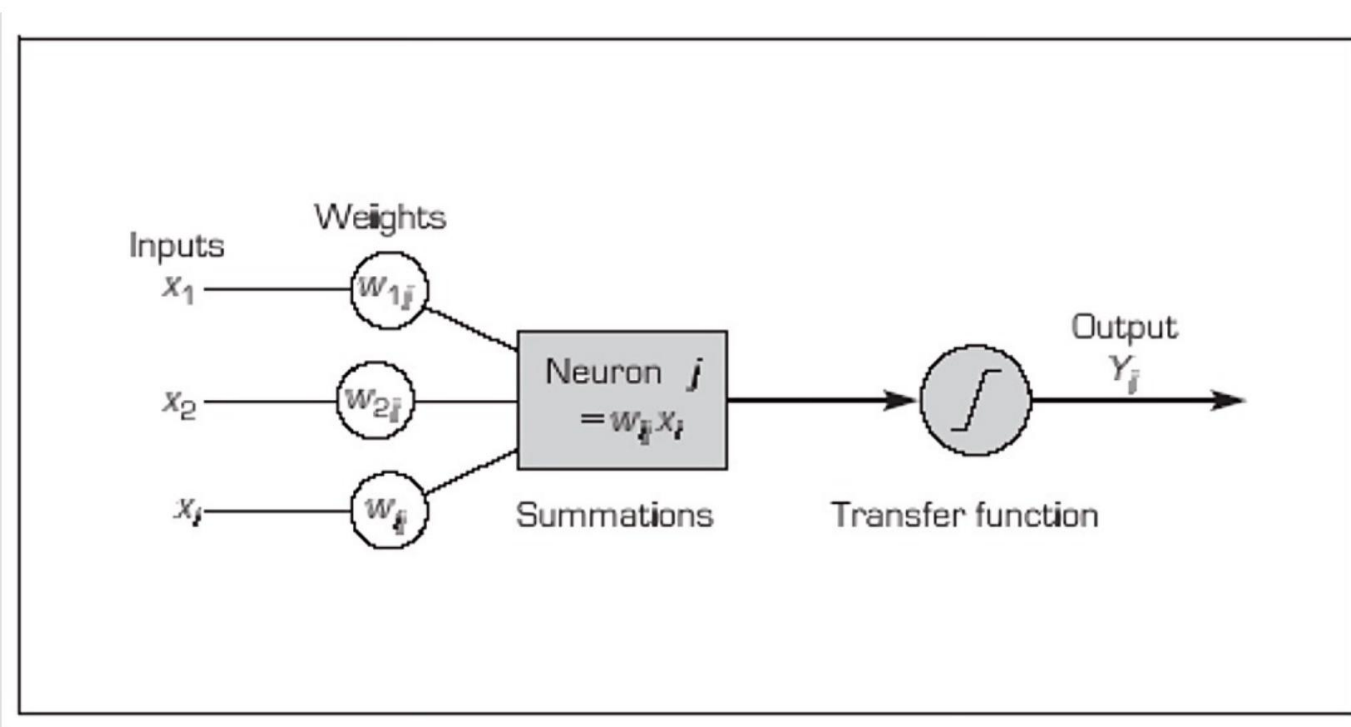 Weights
Inputs
x₁
w₁ⱼ
x₂
w₂ⱼ
xᵢ
wᵢⱼ
Neuron j
=wᵢⱼxᵢ
Summations
Transfer function
Output
Yⱼ